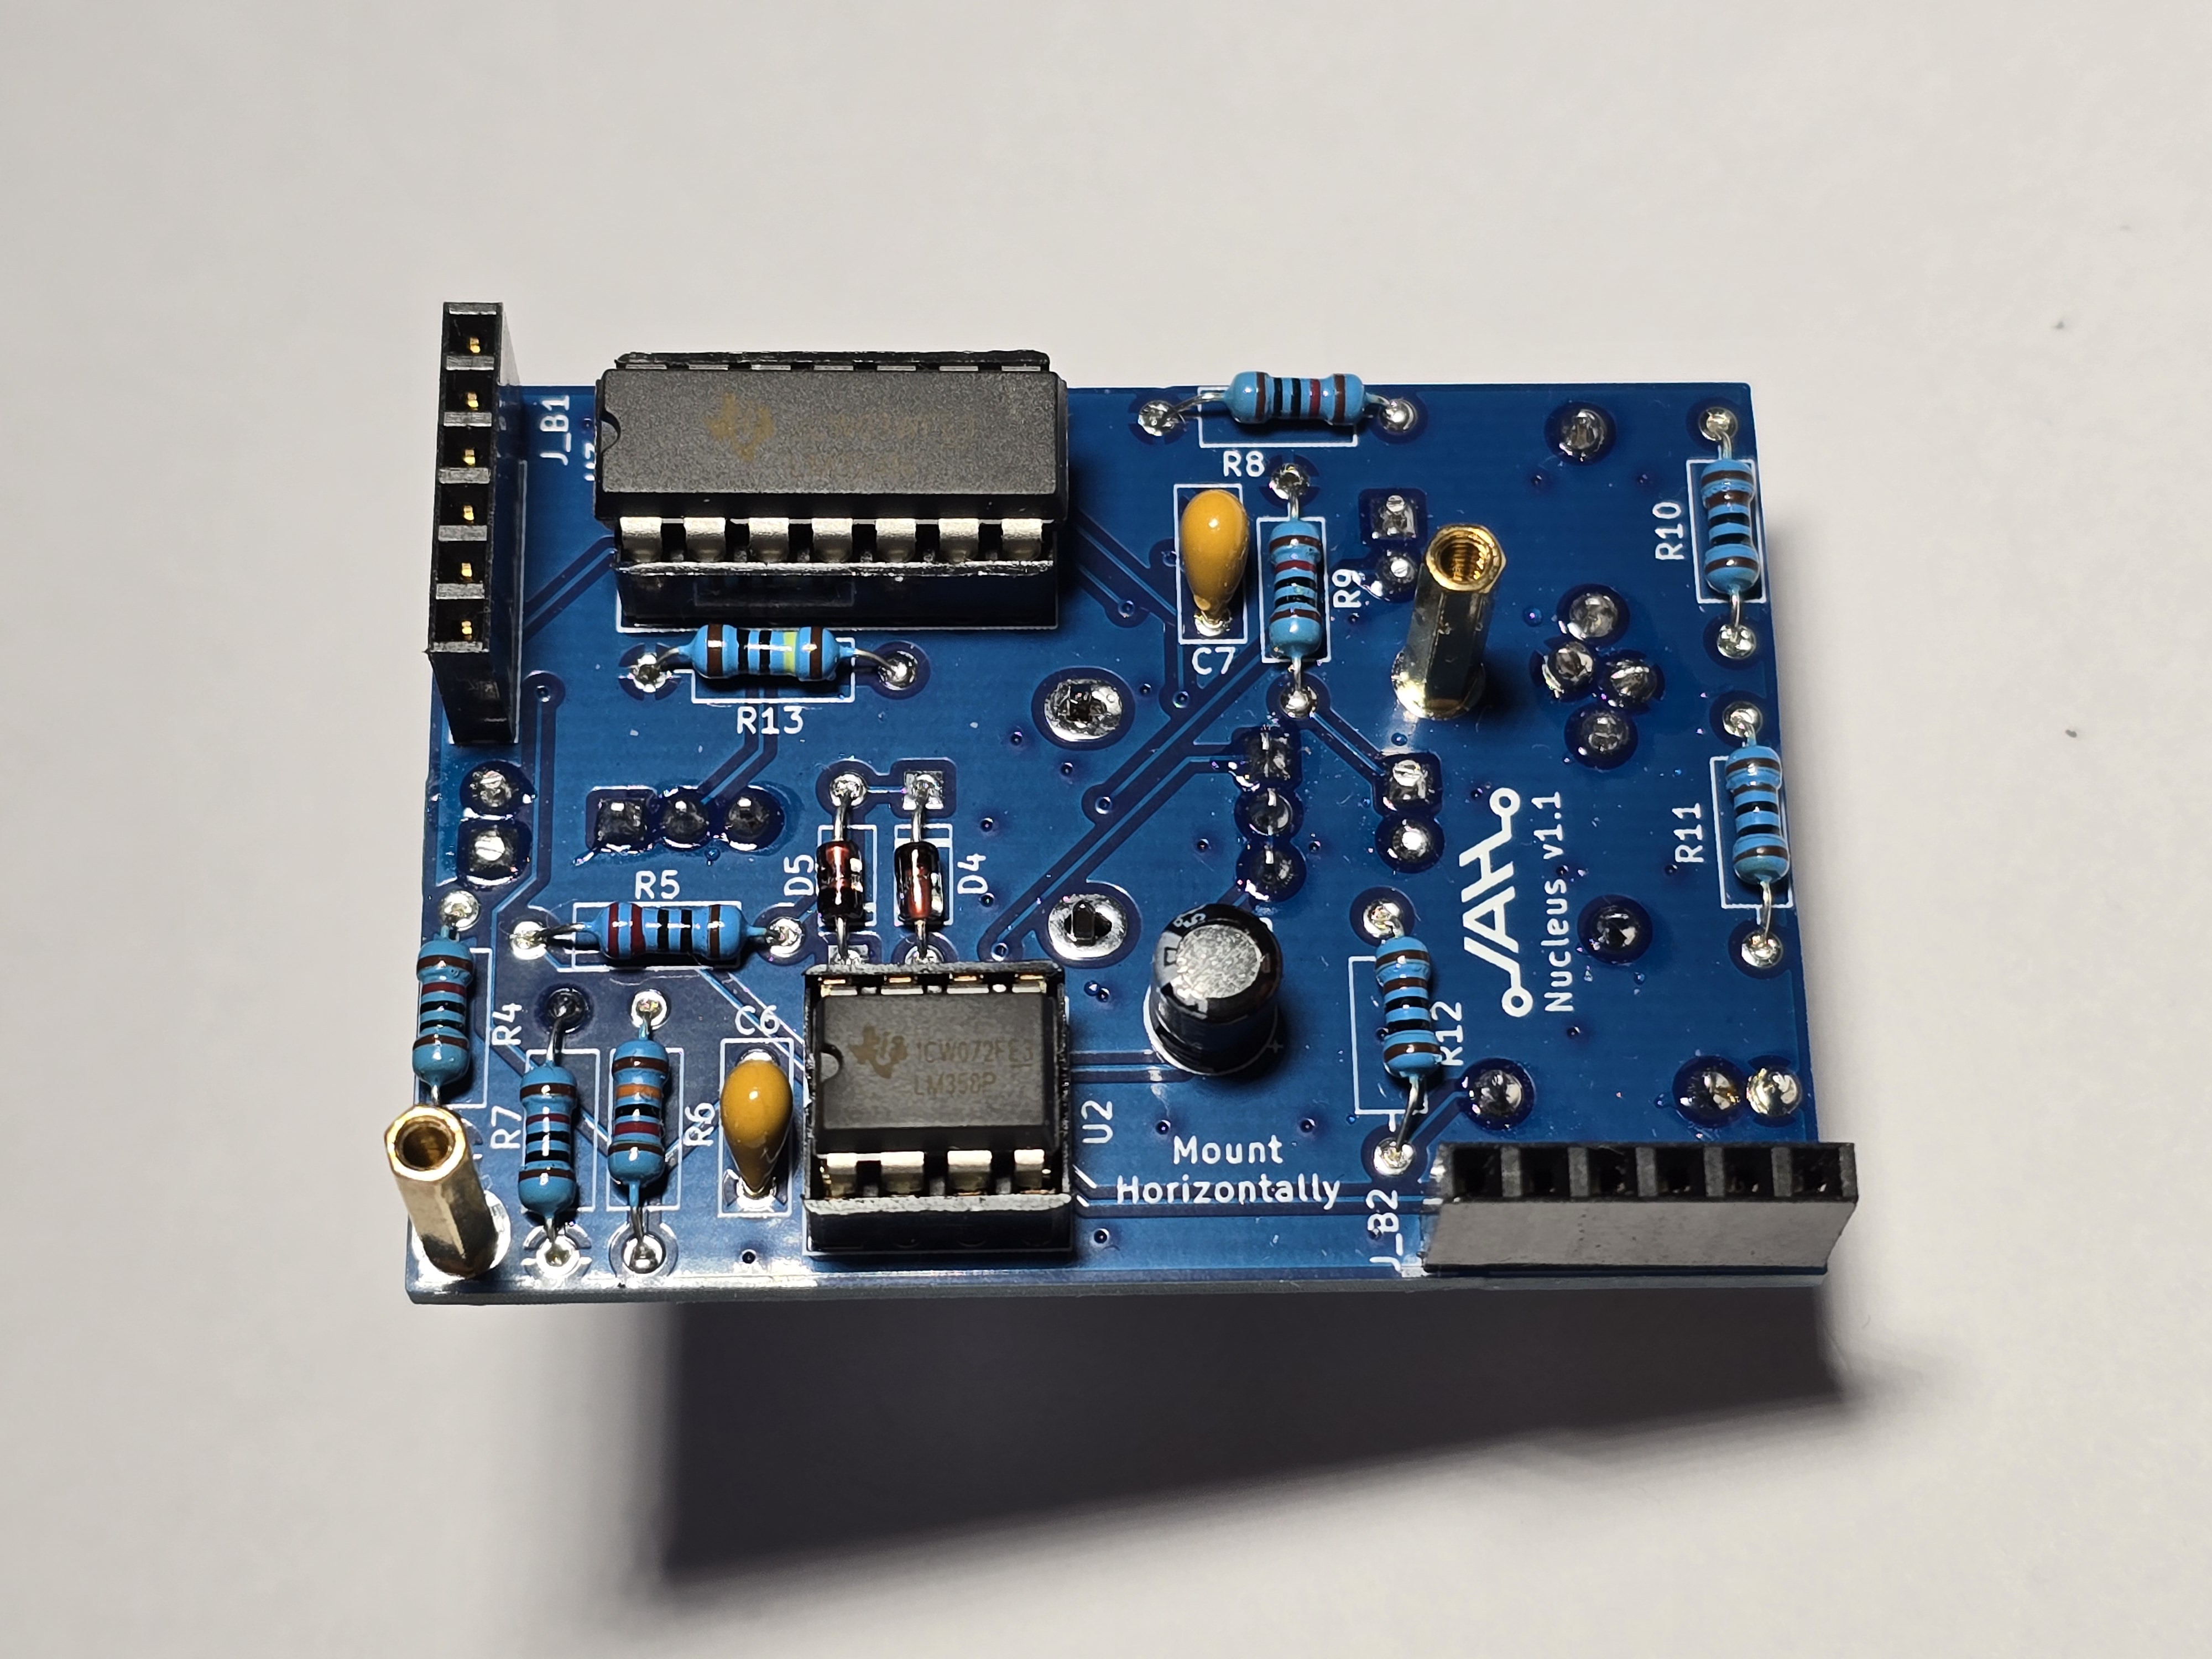 J_B1
R8
R10
R9
C7
R13
R11
D5
D4
R5
JAH
Nucleus v1.1
R4
C6
R12
1CW072FE3
LM358P
R7
R6
U2
Mount
Horizontally
J_B2